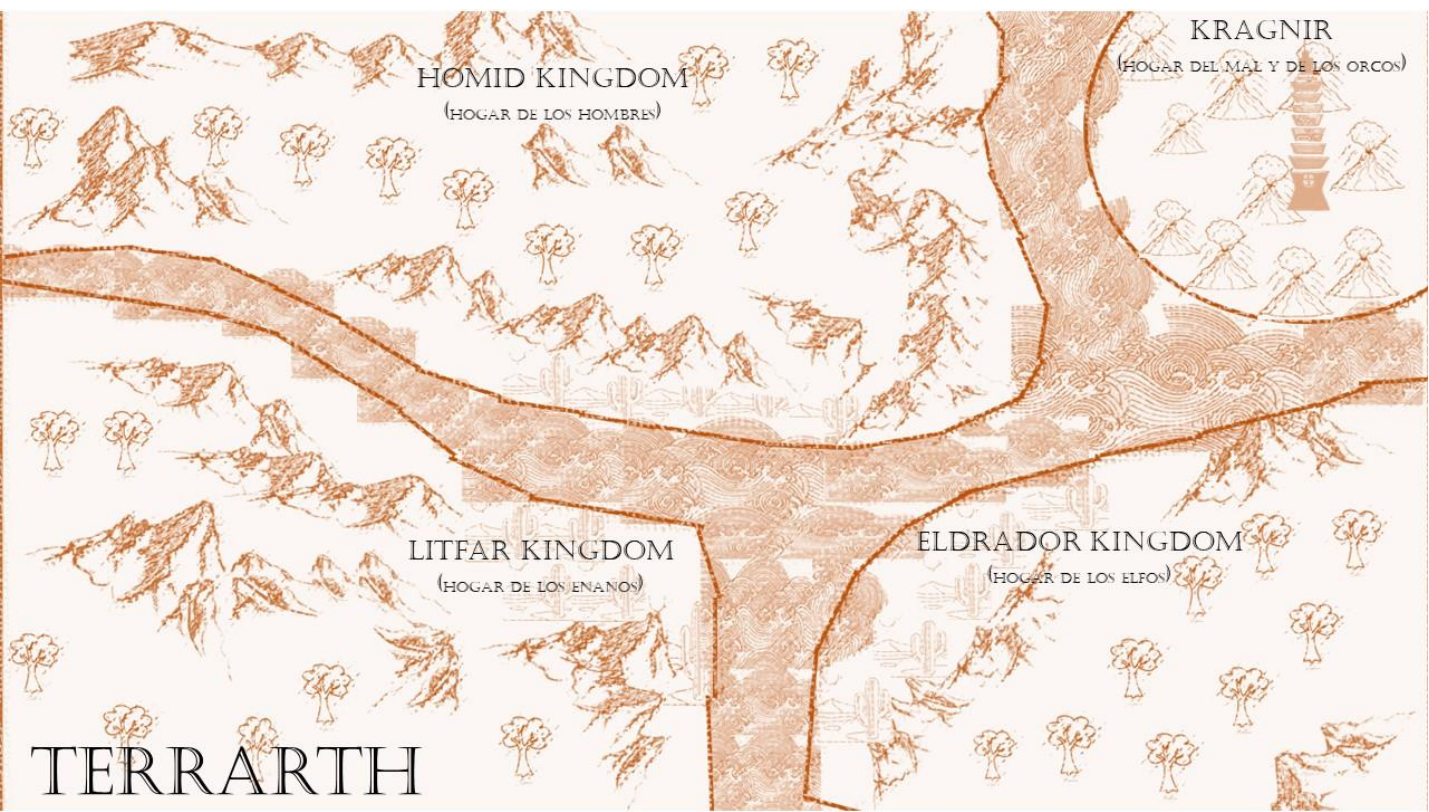 KRAGNIR
(HOGAR DEL MAL Y DE LOS ORCOS)
HOMID KINGDOM
(HOGAR DE LOS HOMBRES)
LITFAR KINGDOM
(HOGAR DE LOS ENANOS)
ELDRADOR KINGDOM
(HOGAR DE LOS ELFOS)
TERRARTH